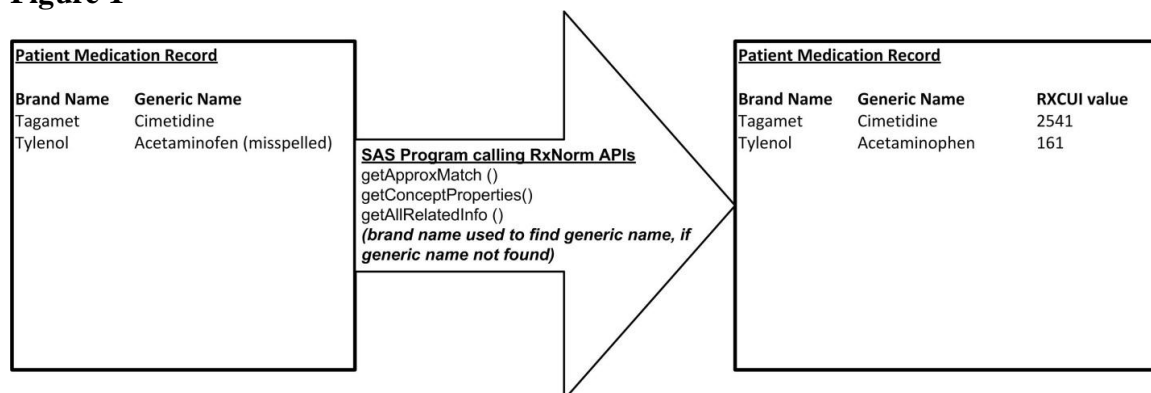 Figure 1
Patient Medication Record
Brand Name Generic Name
Tagamet Cimetidine
Tylenol Acetaminofen (misspelled)
SAS Program calling RxNorm APIs
getApproxMatch ()
getConceptProperties()
getAllRelatedInfo ()
(brand name used to find generic name, if
generic name not found)
Patient Medication Record
Brand Name Generic Name RXCUI value
Tagamet Cimetidine 2541
Tylenol Acetaminophen 161